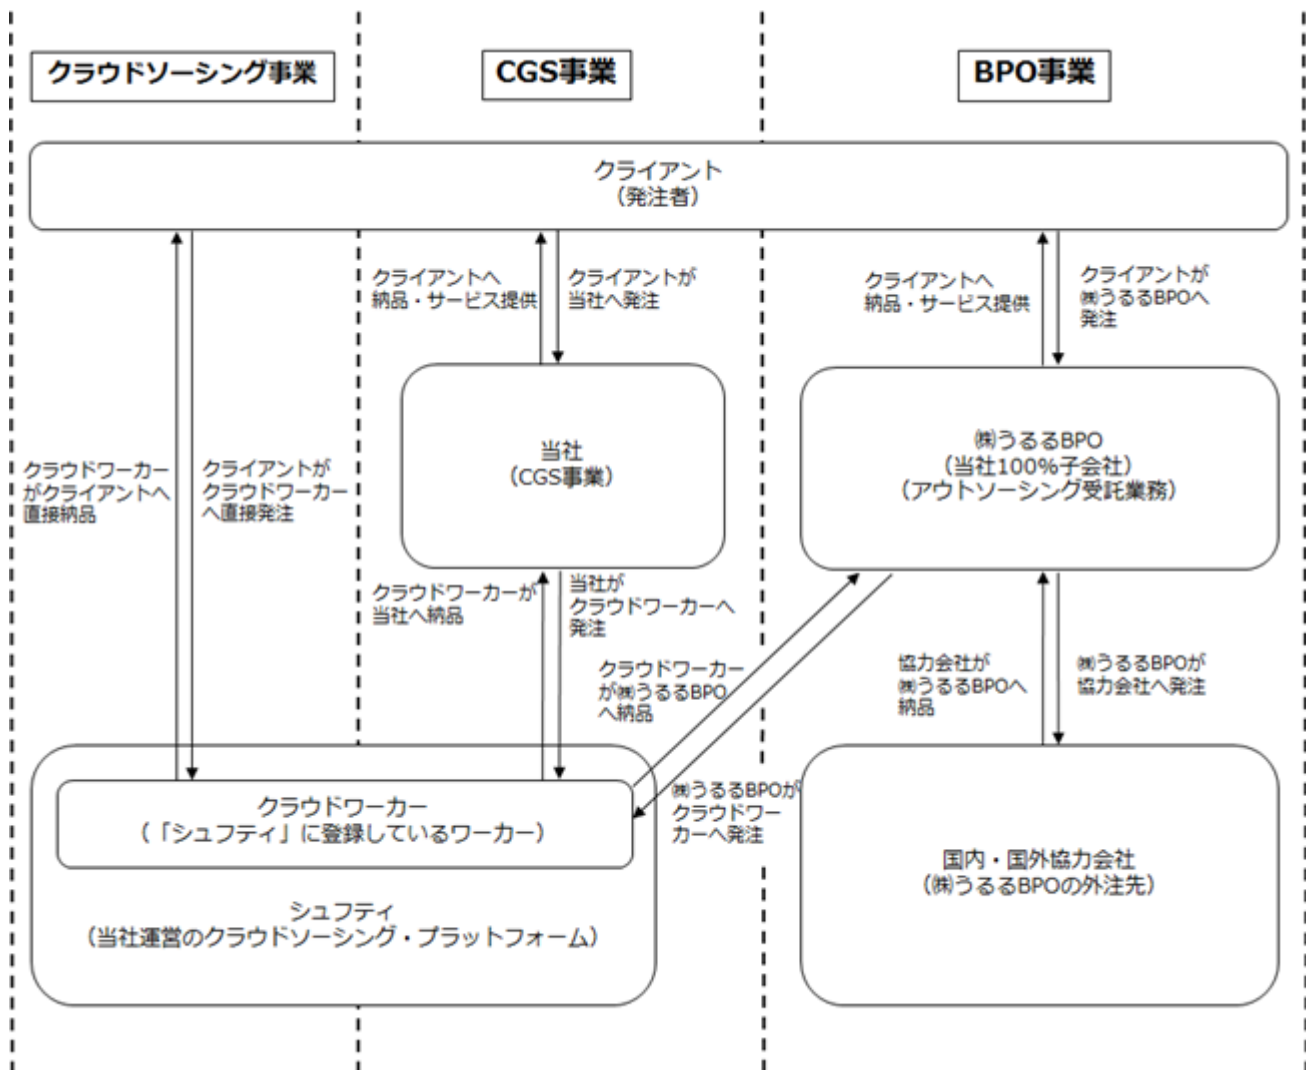 クラウドソーシング事業
CGS事業
BPO事業
クライアント
（発注者）
クライアントへ
納品・サービス提供
クライアントが
当社へ発注
クライアントへ
納品・サービス提供
クライアントが
㈱うるるBPOへ
発注
当社
（CGS事業）
㈱うるるBPO
（当社100％子会社）
（アウトソーシング受託業務）
クラウドワーカー
がクライアントへ
直接納品
クライアントが
クラウドワーカー
へ直接発注
クラウドワーカーが
当社へ納品
当社が
クラウドワーカーへ
発注
クラウドワーカー
が㈱うるるBPO
へ納品
協力会社が
㈱うるるBPOへ
納品
㈱うるるBPOが
協力会社へ発注
㈱うるるBPOが
クラウドワー
カーへ発注
クラウドワーカー
（「シュフティ」に登録しているワーカー）
シュフティ
（当社運営のクラウドソーシング・プラットフォーム）
国内・国外協力会社
（㈱うるるBPOの外注先）